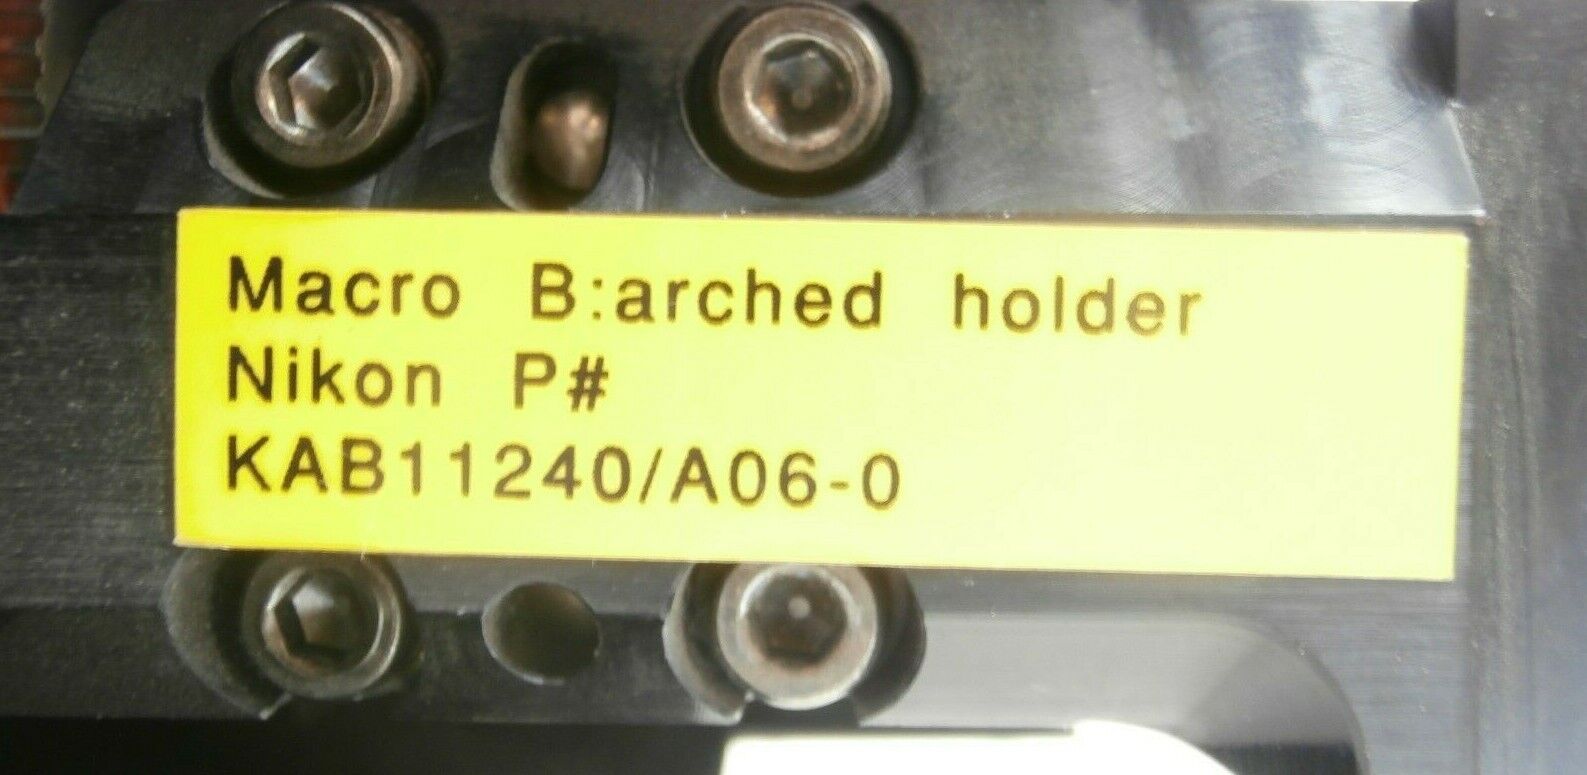 Macro B:arched holder
Nikon P#
KAB11240/A06-0